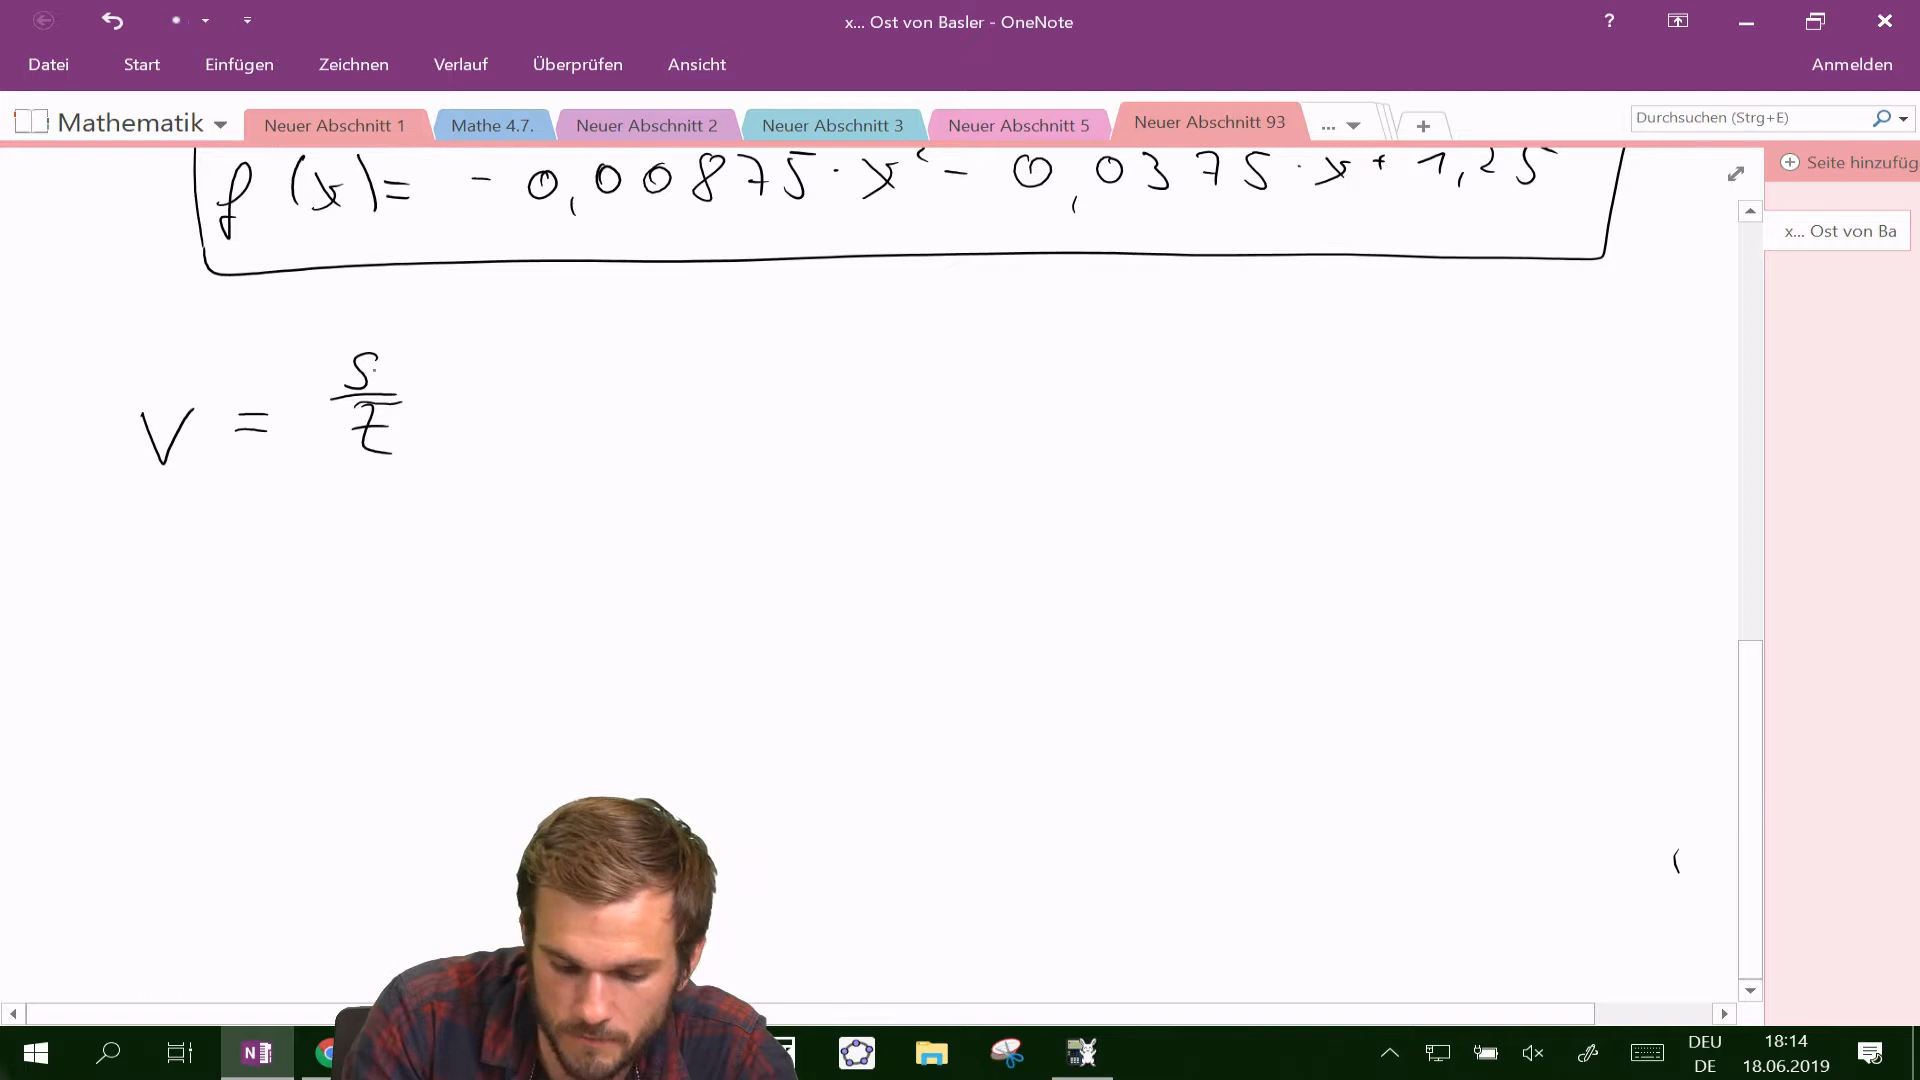 x... Ost von Basler - OneNote
?
Datei Start Einfügen Zeichnen Verlauf Überprüfen Ansicht Anmelden
Mathematik
Neuer Abschnitt 1
Mathe 4.7.
Neuer Abschnitt 2
Neuer Abschnitt 3
Neuer Abschnitt 5
Neuer Abschnitt 93
...
Durchsuchen (Strg+E)
Seite hinzufüg
x... Ost von Ba
f(x) = - 0,00875 · x² - 0,0375 · x + 1,25
V = s/t
(
N
DEU
DE
18:14
18.06.2019